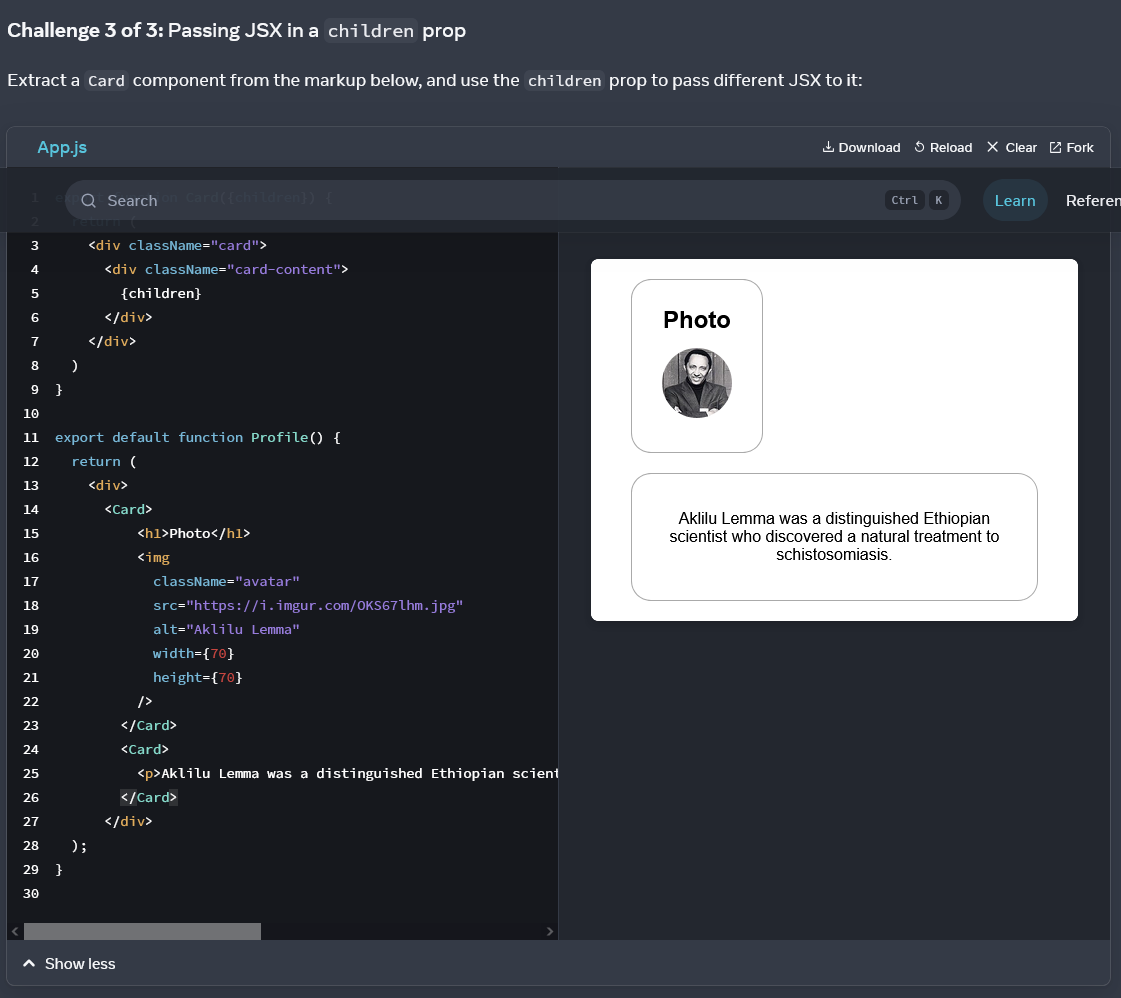 Challenge 3 of 3: Passing JSX in a children prop
Extract a Card component from the markup below, and use the children prop to pass different JSX to it:
App.js
Download Reload Clear Fork
Search
Ctrl K
Learn
Referen
1
Card({children}) {
2 return (
3 <div className="card">
4 <div className="card-content">
5 {children}
6 </div>
7 </div>
8 )
9 }
10
11 export default function Profile() {
12 return (
13 <div>
14 <Card>
15 <h1>Photo</h1>
16 <img
17 className="avatar"
18 src="https://i.imgur.com/OKS67lhm.jpg"
19 alt="Aklilu Lemma"
20 width={70}
21 height={70}
22 />
23 </Card>
24 <Card>
25 <p>Aklilu Lemma was a distinguished Ethiopian scient
26 </Card>
27 </div>
28 );
29 }
30
Photo
Aklilu Lemma was a distinguished Ethiopian
scientist who discovered a natural treatment to
schistosomiasis.
Show less